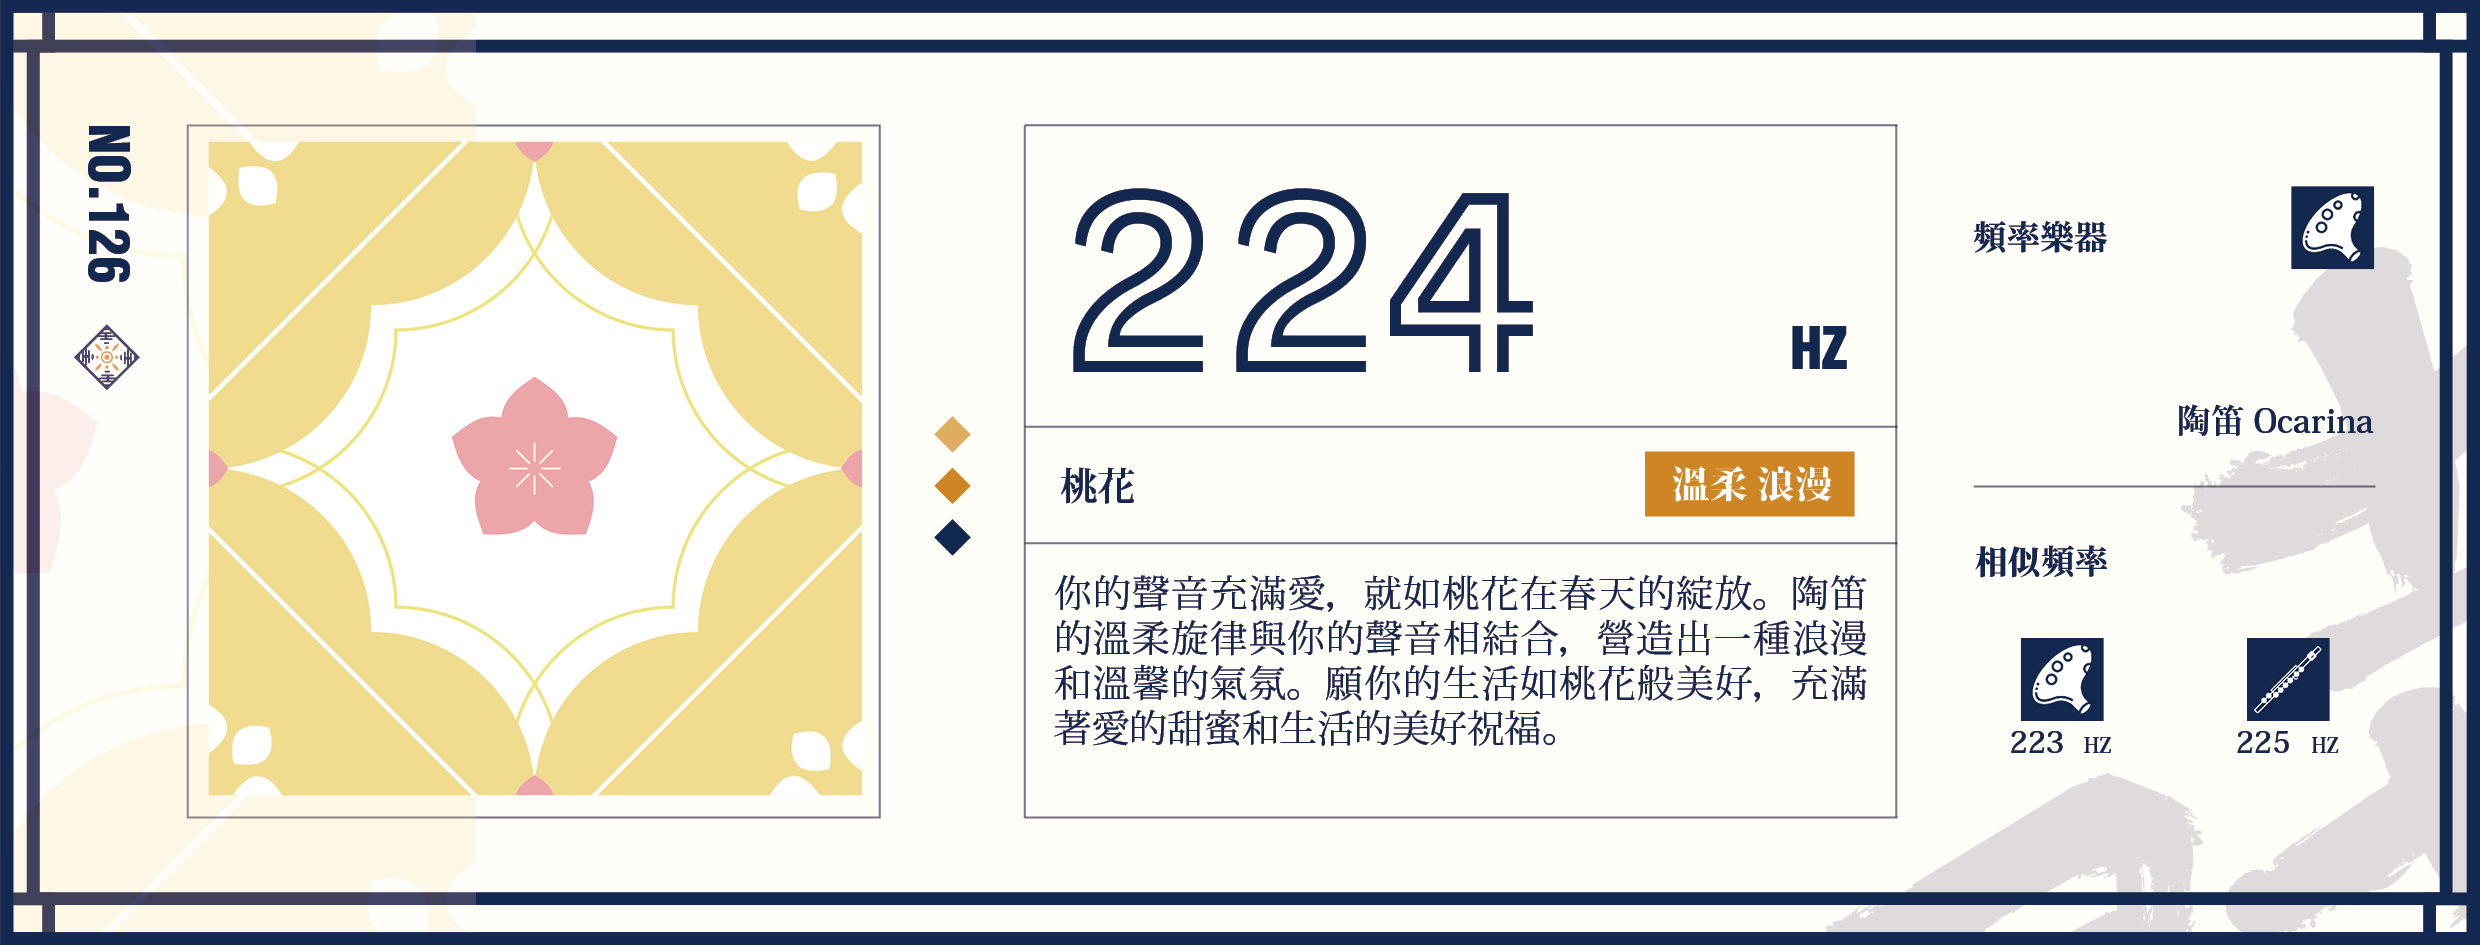 NO.126
224
HZ
桃花
溫柔 浪漫
你的聲音充滿愛，就如桃花在春天的綻放。陶笛
的溫柔旋律與你的聲音相結合，營造出一種浪漫
和溫馨的氣氛。願你的生活如桃花般美好，充滿
著愛的甜蜜和生活的美好祝福。
頻率樂器
陶笛 Ocarina
相似頻率
223 HZ
225 HZ